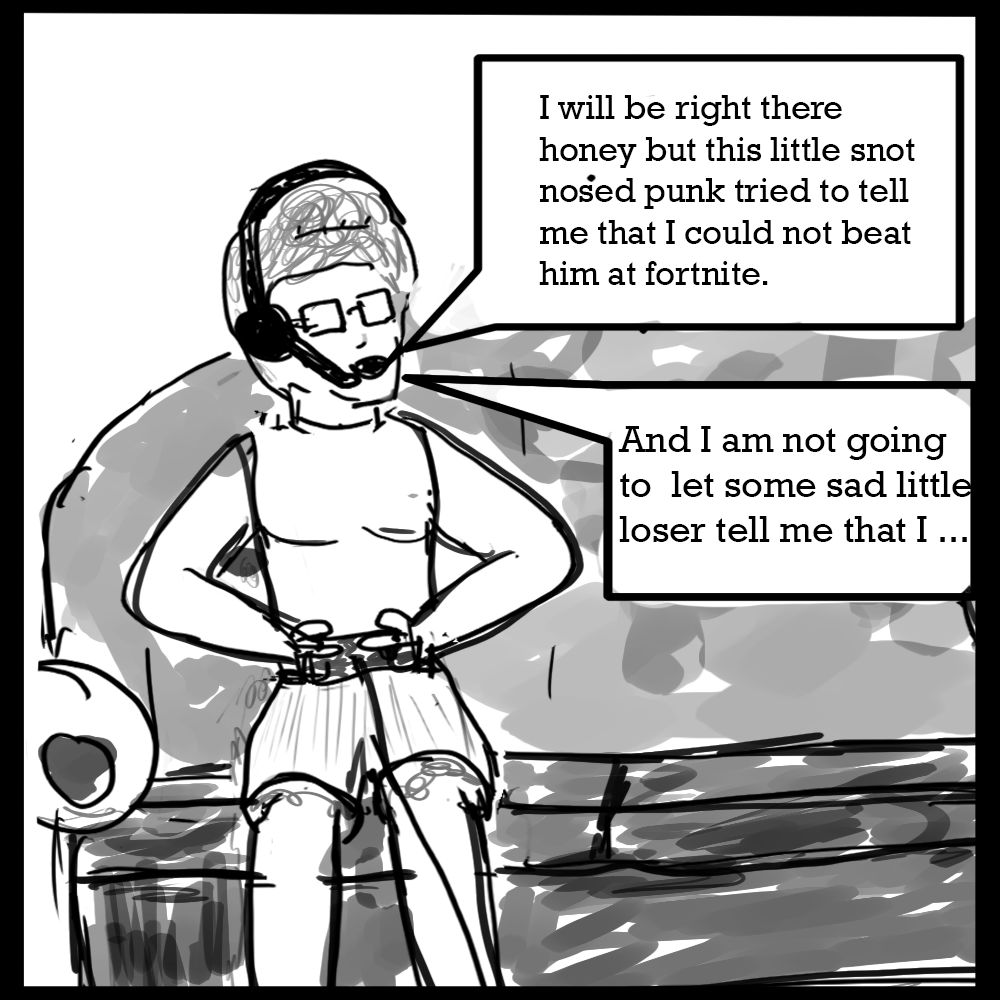 I will be right there
honey but this little snot
nosed punk tried to tell
me that I could not beat
him at fortnite.
And I am not going
to  let some sad little
loser tell me that I ...